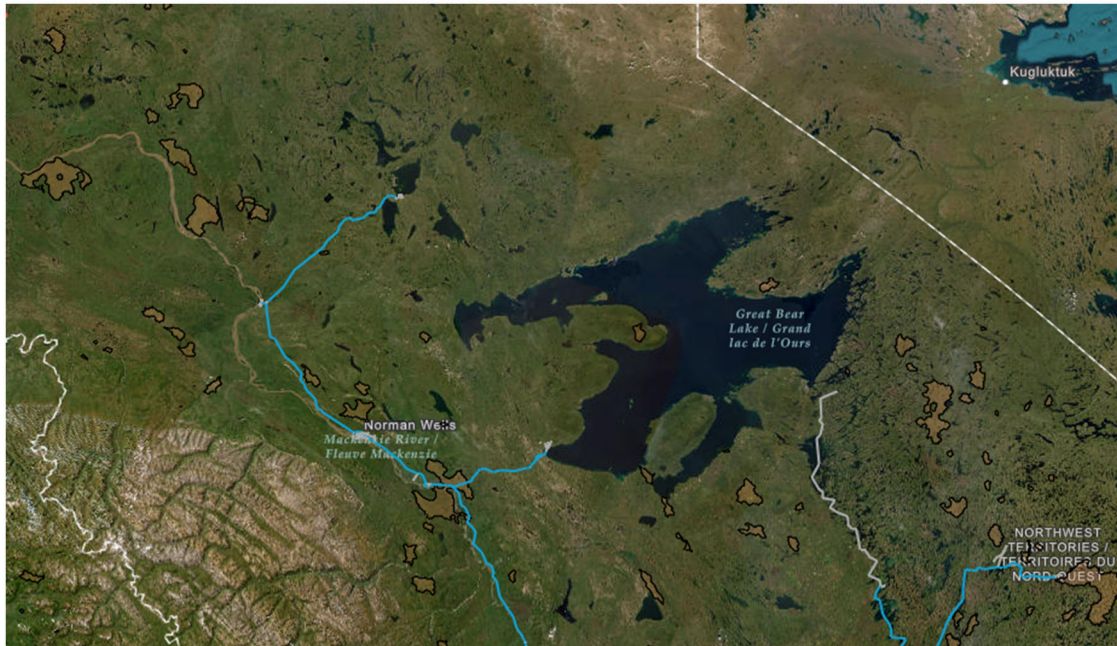 Kugluktuk
Great Bear
Lake / Grand
lac de l'Ours
Norman Wells
Mackenzie River /
Fleuve Mackenzie
NORTHWEST
TERRITORIES /
TERRITOIRES DU
NORD-OUEST